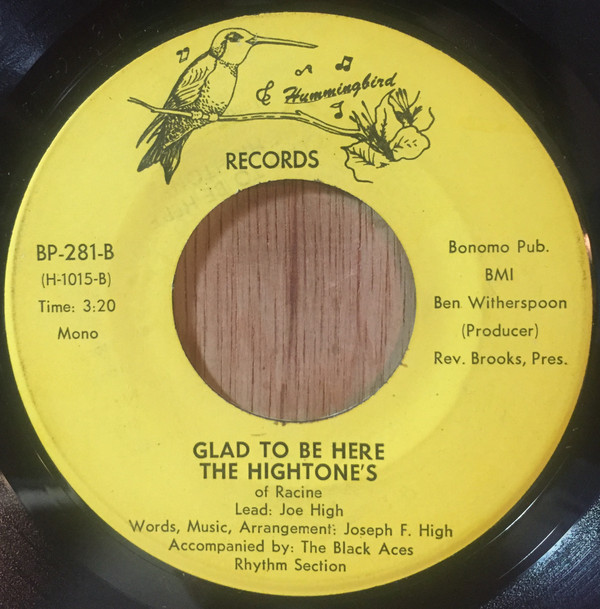 Hummingbird
RECORDS
BP-281-B
(H-1015-B)
Time: 3:20
Mono
Bonomo Pub.
BMI
Ben Witherspoon
(Producer)
Rev. Brooks, Pres.
GLAD TO BE HERE
THE HIGHTONE'S
of Racine
Lead: Joe High
Words, Music, Arrangement: Joseph F. High
Accompanied by: The Black Aces
Rhythm Section